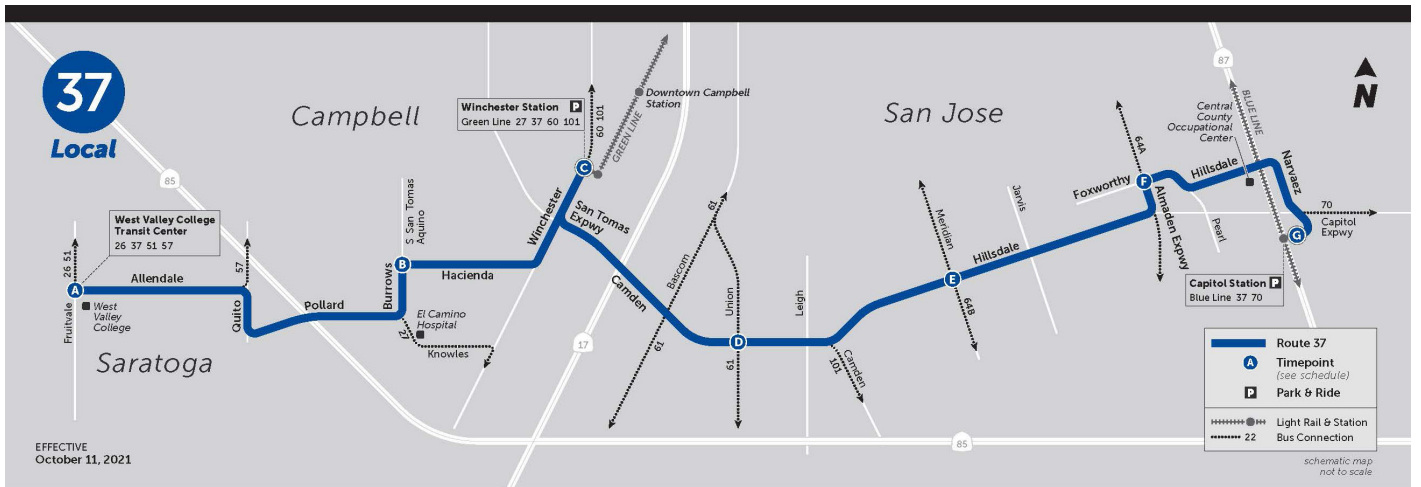 37
Local
Campbell
San Jose
Saratoga
N
Winchester Station P
Green Line 27 37 60 101
Downtown Campbell
Station
GREEN LINE
60 101
85
West Valley College
Transit Center
26 37 51 57
26 51
57
A
Allendale
Fruitvale
West
Valley
College
Quito
Pollard
Burrows
B
S San Tomas
Aquino
Hacienda
El Camino
Hospital
27
Knowles
Winchester
C
San Tomas
Expwy
Camden
17
Bascom
61
61
Union
61
D
Leigh
Camden
101
Meridian
E
64B
Hillsdale
Jarvis
Foxworthy
F
64A
Almaden Expwy
Hillsdale
Pearl
Central
County
Occupational
Center
87
BLUE LINE
Narvaez
70
Capitol
Expwy
G
Capitol Station P
Blue Line 37 70
85
Route 37
A Timepoint
(see schedule)
P Park & Ride
Light Rail & Station
22 Bus Connection
schematic map
not to scale
EFFECTIVE
October 11, 2021